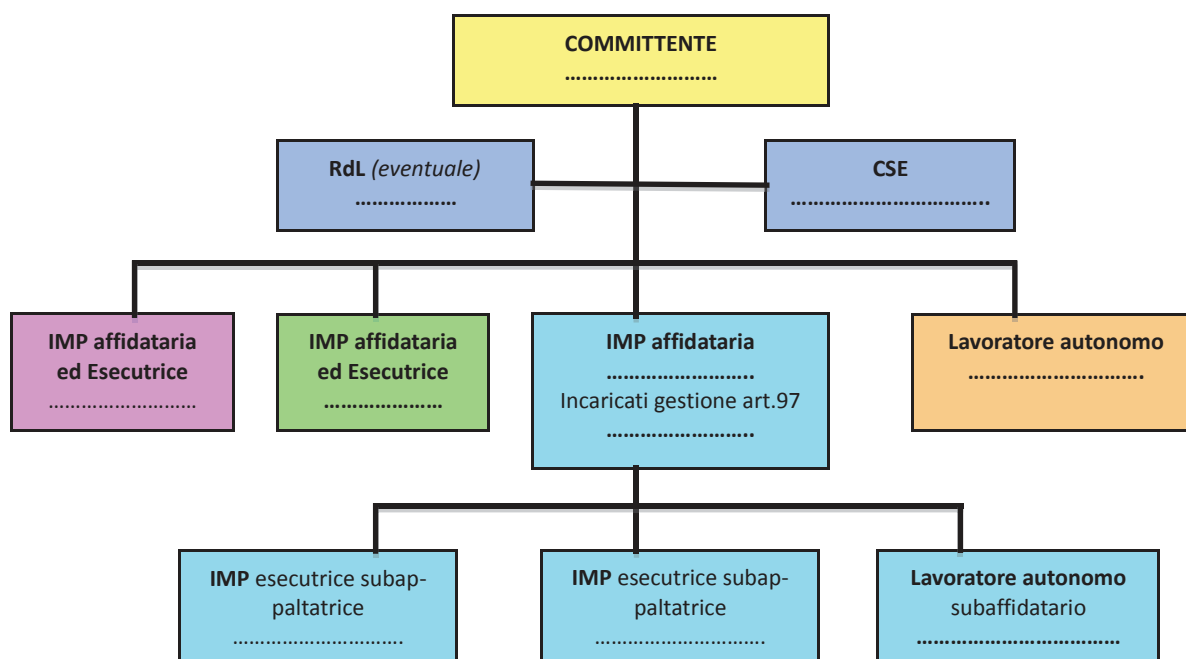 COMMITTENTE
……………………
RdL (eventuale)
………………
CSE
……………………………..
IMP affidataria
ed Esecutrice
………………………
IMP affidataria
ed Esecutrice
…………………
IMP affidataria
……………………..
Incaricati gestione art.97
……………………..
Lavoratore autonomo
………………………….
IMP esecutrice subap-
paltatrice
………………………….
IMP esecutrice subap-
paltatrice
………………………….
Lavoratore autonomo
subaffidatario
………………………………